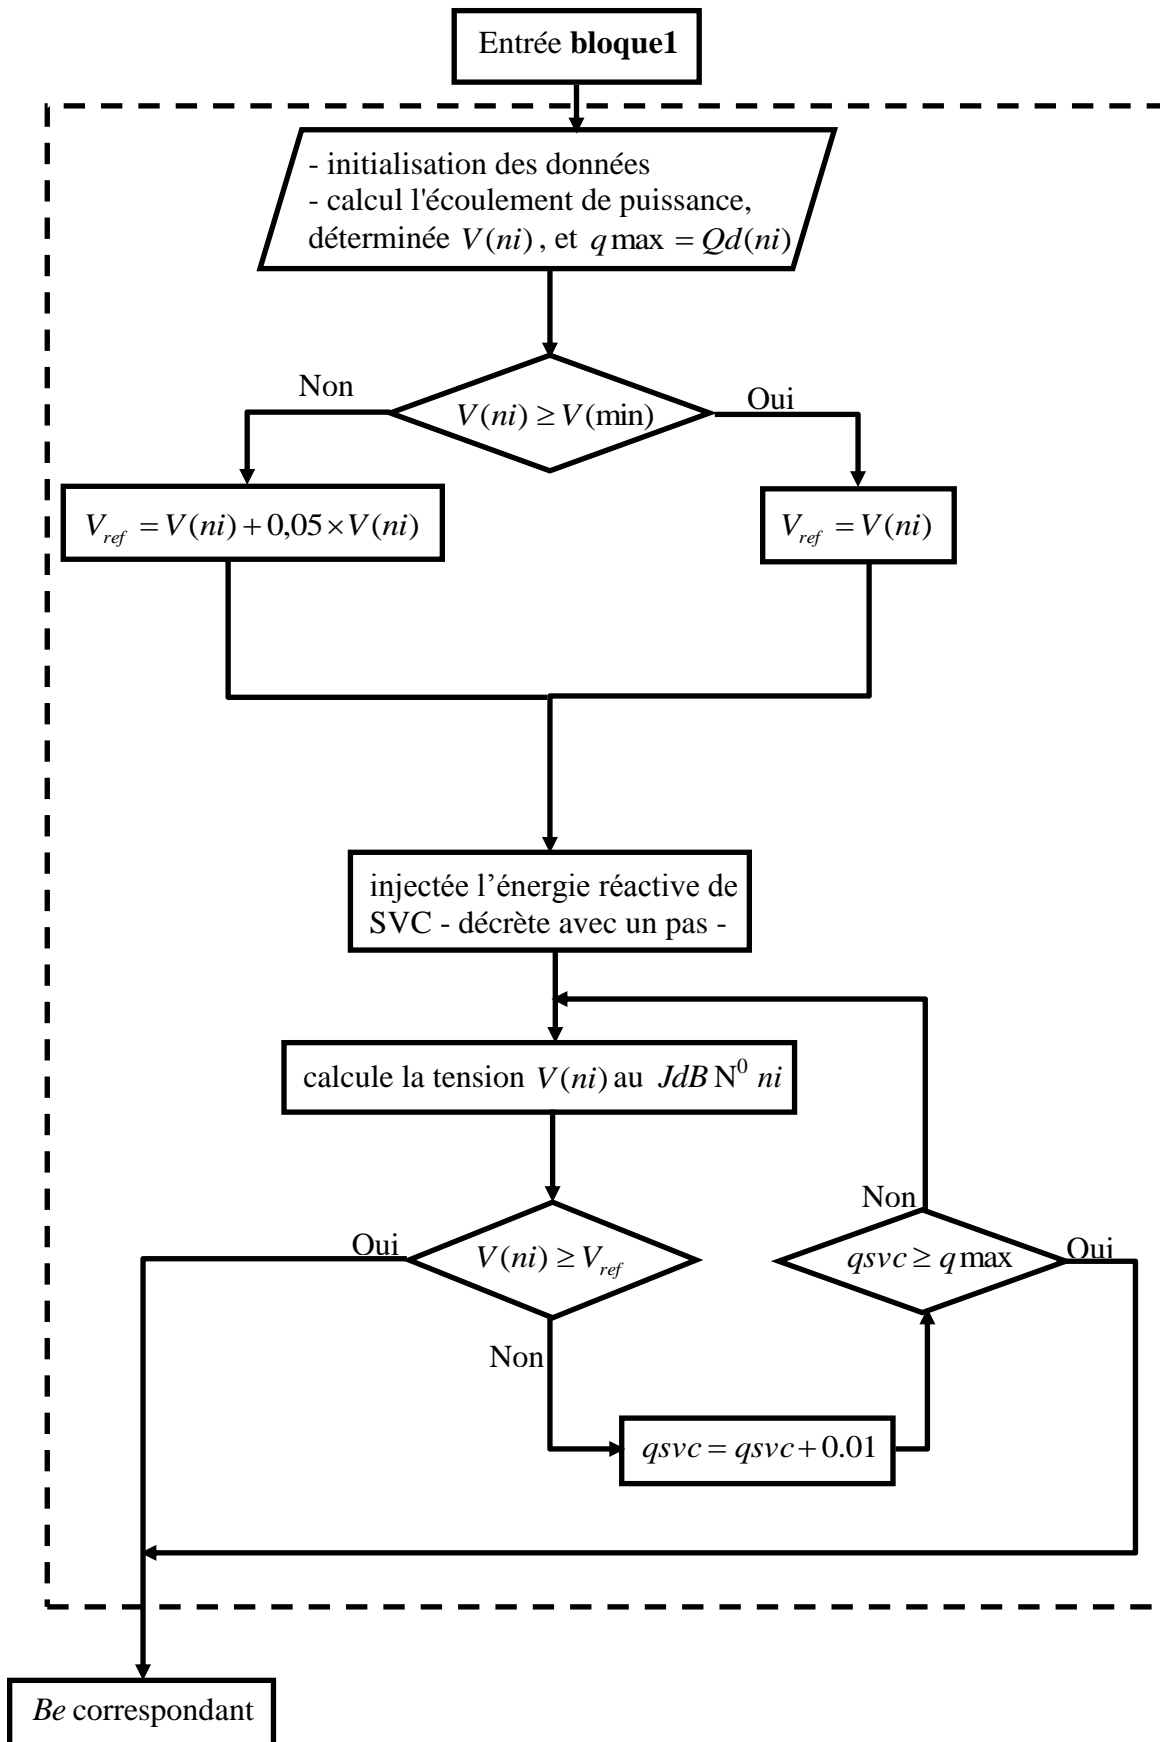 Entrée bloque1
- initialisation des données
- calcul l'écoulement de puissance,
déterminée V(ni), et q max = Qd(ni)
Non
V(ni) ≥ V(min)
Oui
V_ref = V(ni) + 0,05 × V(ni)
V_ref = V(ni)
injectée l’énergie réactive de
SVC - décrète avec un pas -
calcule la tension V(ni) au JdB N⁰ ni
Oui
V(ni) ≥ V_ref
Non
qsvc ≥ q max
Oui
Non
qsvc = qsvc + 0.01
Be correspondant